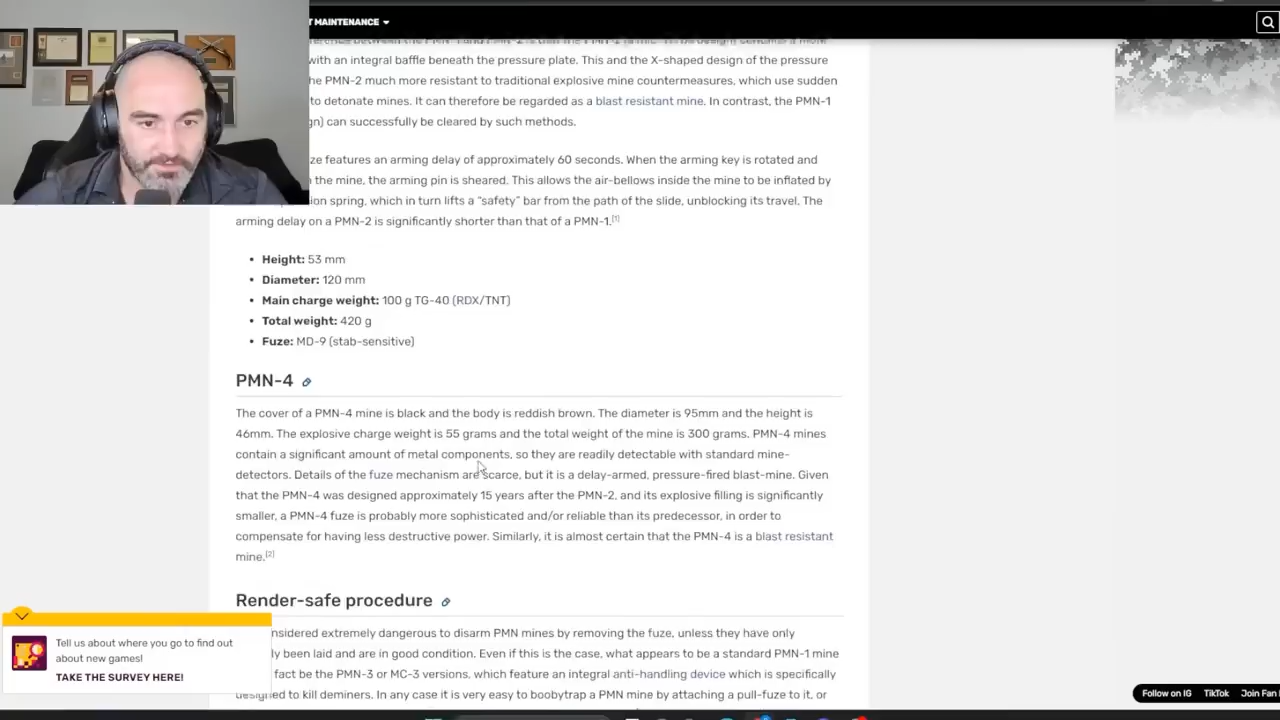 T MAINTENANCE
with an integral baffle beneath the pressure plate. This and the X-shaped design of the pressure
he PMN-2 much more resistant to traditional explosive mine countermeasures, which use sudden
to detonate mines. It can therefore be regarded as a blast resistant mine. In contrast, the PMN-1
gn) can successfully be cleared by such methods.
ze features an arming delay of approximately 60 seconds. When the arming key is rotated and
n the mine, the arming pin is sheared. This allows the air-bellows inside the mine to be inflated by
ion spring, which in turn lifts a "safety" bar from the path of the slide, unblocking its travel. The
arming delay on a PMN-2 is significantly shorter than that of a PMN-1.[1]
• Height: 53 mm
• Diameter: 120 mm
• Main charge weight: 100 g TG-40 (RDX/TNT)
• Total weight: 420 g
• Fuze: MD-9 (stab-sensitive)
PMN-4
The cover of a PMN-4 mine is black and the body is reddish brown. The diameter is 95mm and the height is
46mm. The explosive charge weight is 55 grams and the total weight of the mine is 300 grams. PMN-4 mines
contain a significant amount of metal components, so they are readily detectable with standard mine-
detectors. Details of the fuze mechanism are scarce, but it is a delay-armed, pressure-fired blast-mine. Given
that the PMN-4 was designed approximately 15 years after the PMN-2, and its explosive filling is significantly
smaller, a PMN-4 fuze is probably more sophisticated and/or reliable than its predecessor, in order to
compensate for having less destructive power. Similarly, it is almost certain that the PMN-4 is a blast resistant
mine.[2]
Render-safe procedure
nsidered extremely dangerous to disarm PMN mines by removing the fuze, unless they have only
ly been laid and are in good condition. Even if this is the case, what appears to be a standard PMN-1 mine
fact be the PMN-3 or MC-3 versions, which feature an integral anti-handling device which is specifically
designed to kill deminers. In any case it is very easy to boobytrap a PMN mine by attaching a pull-fuze to it, or
Tell us about where you go to find out
about new games!
TAKE THE SURVEY HERE!
Follow on IG TikTok Join Fan